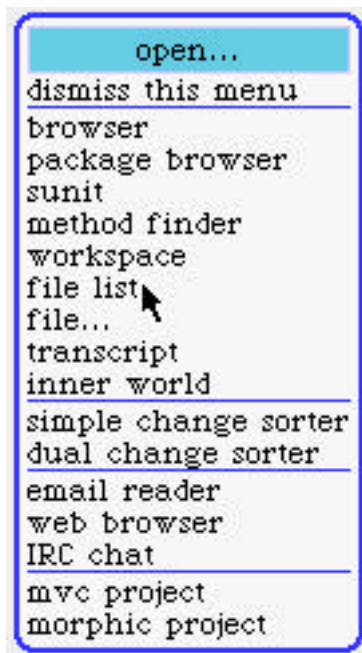 open...
dismiss this menu
browser
package browser
sunit
method finder
workspace
file list
file...
transcript
inner world
simple change sorter
dual change sorter
email reader
web browser
IRC chat
mvc project
morphic project